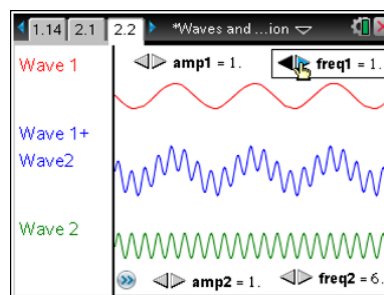 1.14 2.1 2.2 *Waves and ...ion
Wave 1 amp1 = 1. freq1 = 1.
Wave 1+
Wave2
Wave 2
amp2 = 1. freq2 = 6.